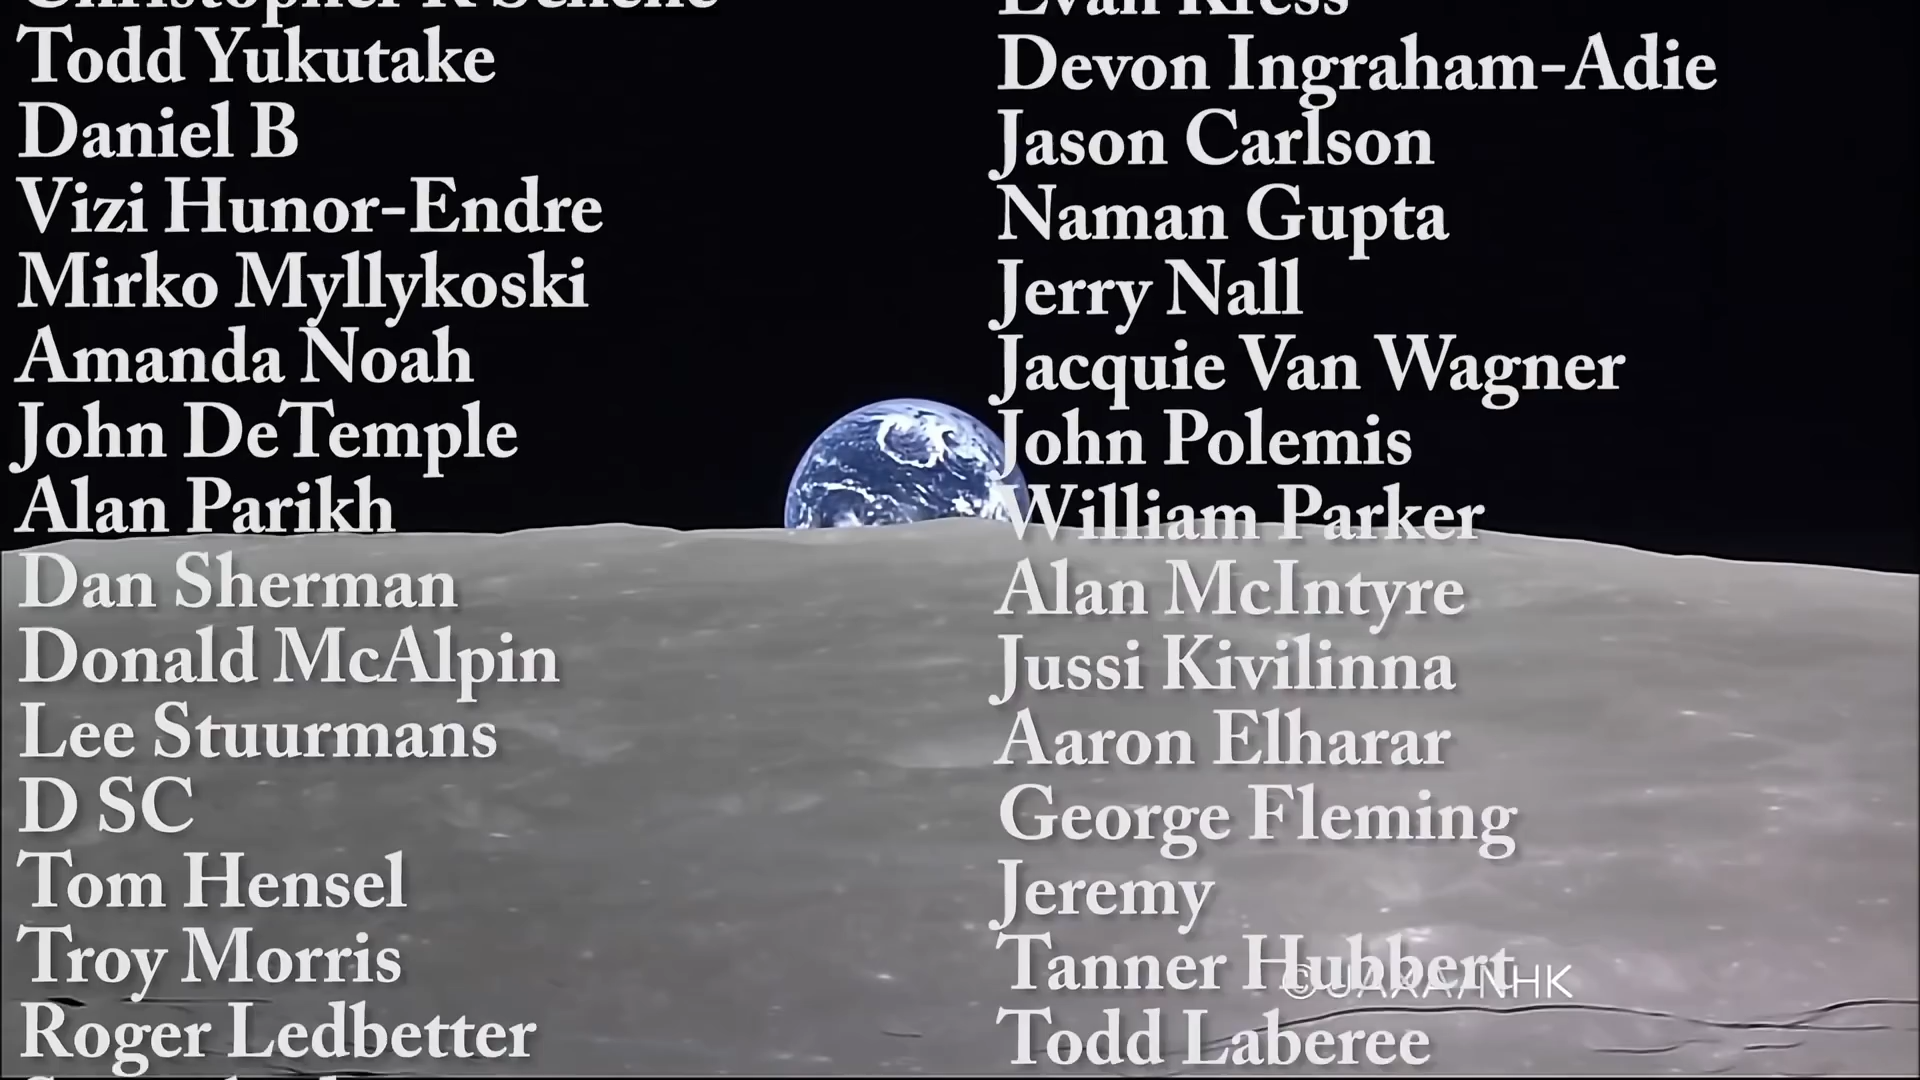 Todd Yukutake
Daniel B
Vizi Hunor-Endre
Mirko Myllykoski
Amanda Noah
John DeTemple
Alan Parikh
Dan Sherman
Donald McAlpin
Lee Stuurmans
D SC
Tom Hensel
Troy Morris
Roger Ledbetter
Evan Kress
Devon Ingraham-Adie
Jason Carlson
Naman Gupta
Jerry Nall
Jacquie Van Wagner
John Polemis
William Parker
Alan McIntyre
Jussi Kivilinna
Aaron Elharar
George Fleming
Jeremy
Tanner Hubbert
©JAXA/NHK
Todd Laberee